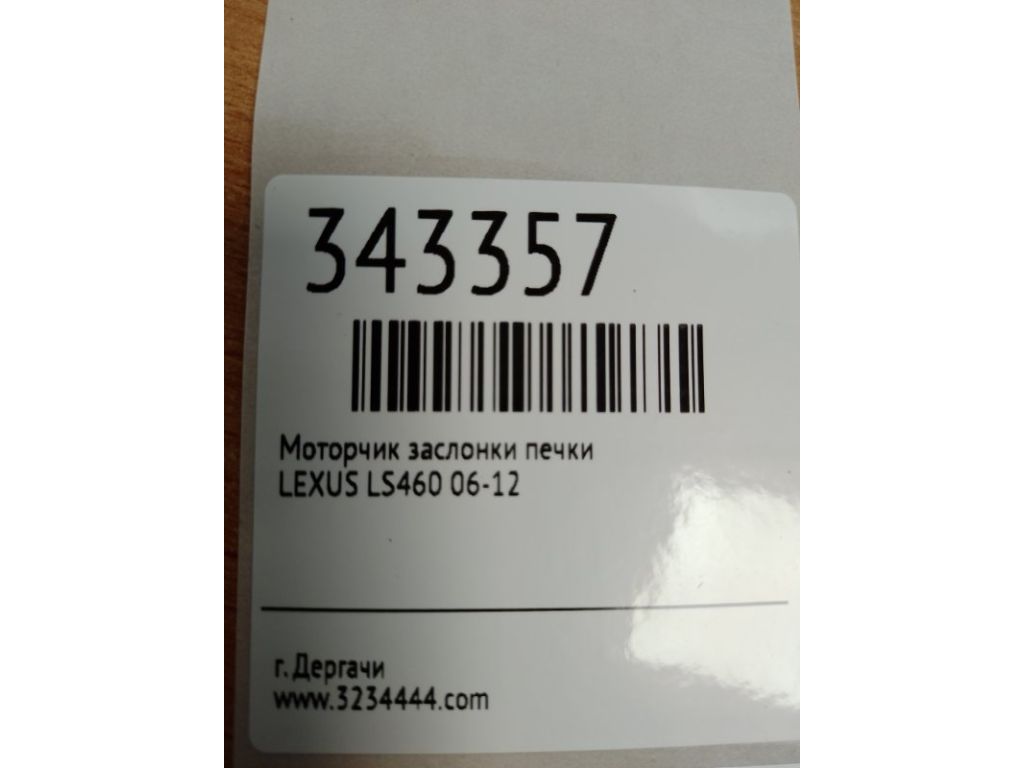 343357
Моторчик заслонки печки
LEXUS LS460 06-12
г. Дергачи
www.3234444.com